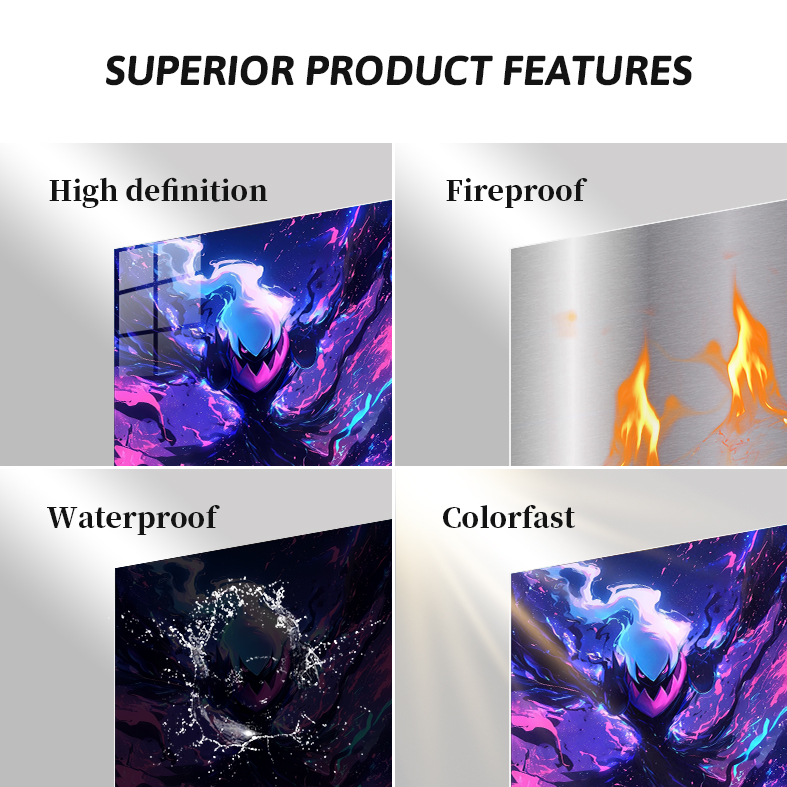 SUPERIOR PRODUCT FEATURES
High definition
Fireproof
Waterproof
Colorfast